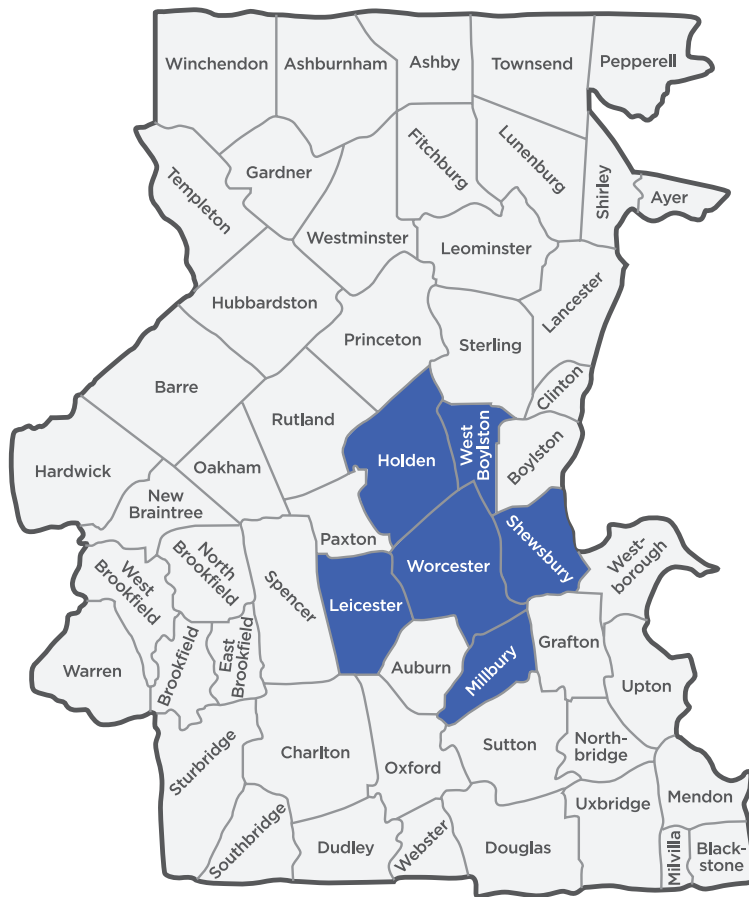 Winchendon
Ashburnham
Ashby
Townsend
Pepperell
Templeton
Gardner
Fitchburg
Lunenburg
Shirley
Ayer
Westminster
Leominster
Hubbardston
Lancaster
Princeton
Sterling
Barre
Clinton
Rutland
Holden
West
Boylston
Boylston
Hardwick
Oakham
New
Braintree
Paxton
Shewsbury
West-
borough
North
Brookfield
West
Brookfield
Spencer
Leicester
Worcester
Warren
Brookfield
East
Brookfield
Auburn
Millbury
Grafton
Upton
Sturbridge
Charlton
Oxford
Sutton
North-
bridge
Southbridge
Dudley
Webster
Douglas
Uxbridge
Mendon
Milvilla
Black-
stone